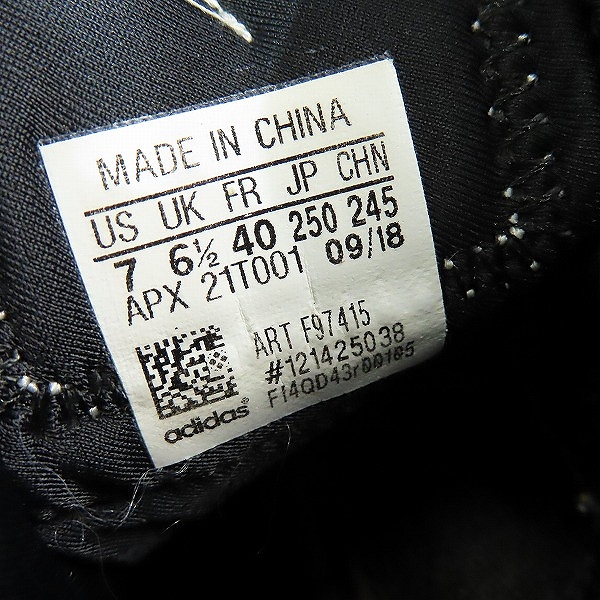 MADE IN CHINA
US UK FR JP CHN
7 6½ 40 250 245
APX 21T001 09/18
ART F97415
#121425038
adidas